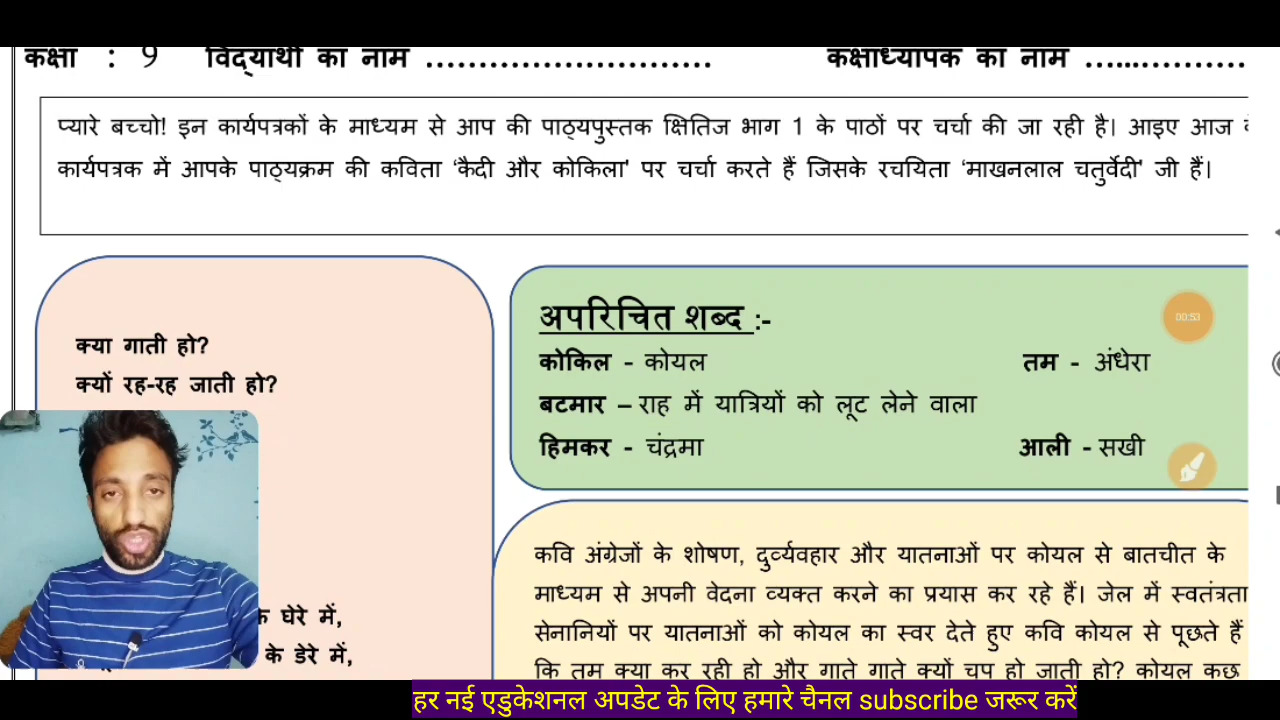 कक्षा : 9 विद्यार्थी का नाम ........................... कक्षाध्यापक का नाम ................
प्यारे बच्चो! इन कार्यपत्रकों के माध्यम से आप की पाठ्यपुस्तक क्षितिज भाग 1 के पाठों पर चर्चा की जा रही है। आइए आज
कार्यपत्रक में आपके पाठ्यक्रम की कविता ‘कैदी और कोकिला' पर चर्चा करते हैं जिसके रचयिता ‘माखनलाल चतुर्वेदी' जी हैं।
क्या गाती हो?
क्यों रह-रह जाती हो?
घेरे में,
के डेरे में,
अपरिचित शब्द :-
कोकिल - कोयल तम - अंधेरा
बटमार – राह में यात्रियों को लूट लेने वाला
हिमकर - चंद्रमा आली - सखी
00:53
कवि अंग्रेजों के शोषण, दुर्व्यवहार और यातनाओं पर कोयल से बातचीत के
माध्यम से अपनी वेदना व्यक्त करने का प्रयास कर रहे हैं। जेल में स्वतंत्रता
सेनानियों पर यातनाओं को कोयल का स्वर देते हुए कवि कोयल से पूछते हैं
कि तुम क्या कर रही हो और गाते गाते क्यों चुप हो जाती हो? कोयल कुछ
हर नई एडुकेशनल अपडेट के लिए हमारे चैनल subscribe जरूर करें